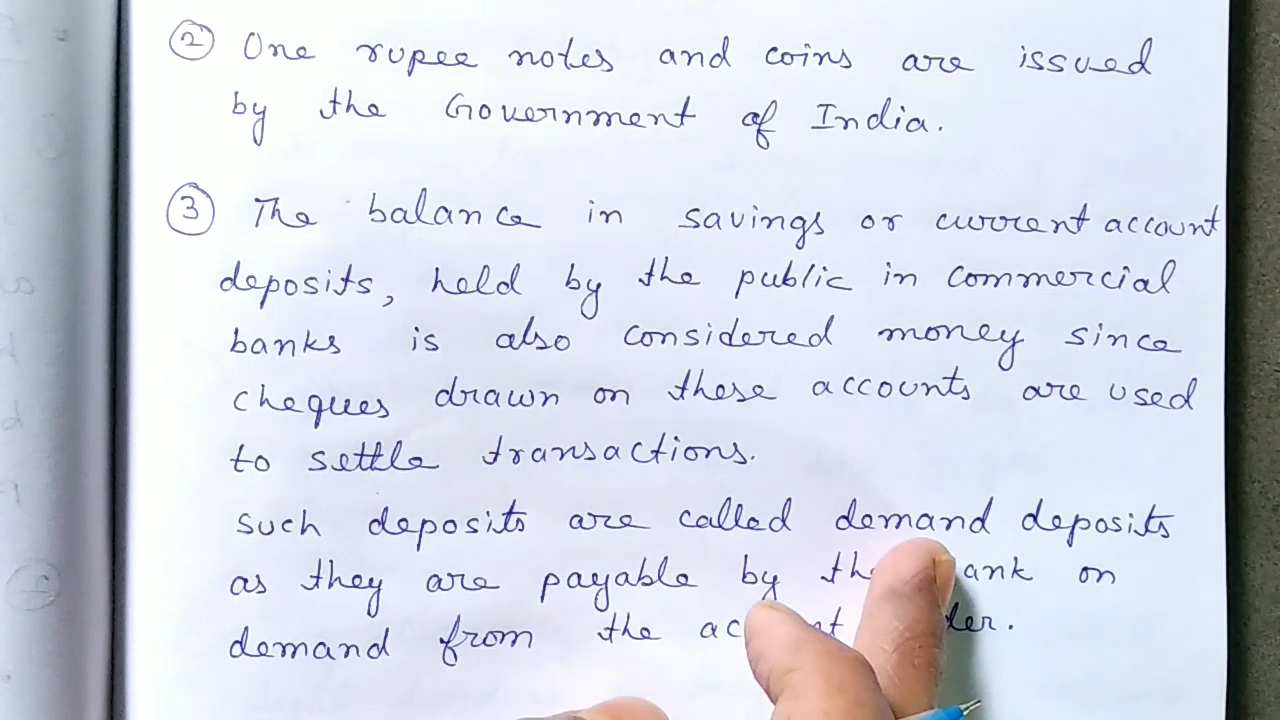 ② One rupee notes and coins are issued
by the Government of India.
③ The balance in savings or current account
deposits, held by the public in commercial
banks is also considered money since
cheques drawn on these accounts are used
to settle transactions.
Such deposits are called demand deposits
as they are payable by on
demand from the